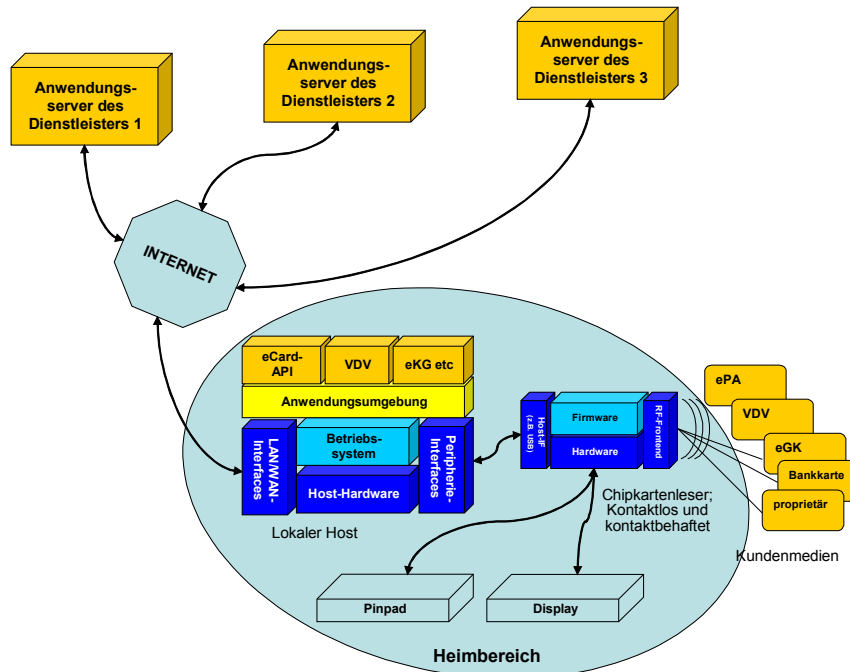 Anwendungs-
server des
Dienstleisters 1
Anwendungs-
server des
Dienstleisters 2
Anwendungs-
server des
Dienstleisters 3
INTERNET
eCard-
API
VDV
eKG etc
Anwendungsumgebung
LAN/WAN-
Interfaces
Betriebs-
system
Host-Hardware
Peripherie-
Interfaces
Lokaler Host
Host-IF
(z.B. USB)
Firmware
Hardware
RF-Frontend
Chipkartenleser;
Kontaktlos und
kontaktbehaftet
ePA
VDV
eGK
Bankkarte
proprietär
Kundenmedien
Pinpad
Display
Heimbereich